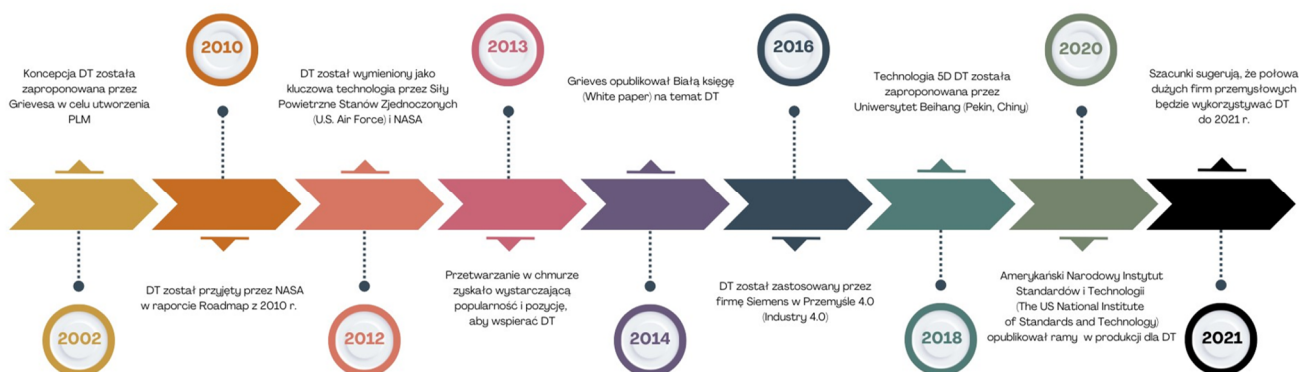 2002
Koncepcja DT została
zaproponowana przez
Grievesa w celu utworzenia
PLM
2010
DT został przyjęty przez NASA
w raporcie Roadmap z 2010 r.
2012
DT został wymieniony jako
kluczowa technologia przez Siły
Powietrzne Stanów Zjednoczonych
(U.S. Air Force) i NASA
2013
Przetwarzanie w chmurze
zyskało wystarczającą
popularność i pozycję,
aby wspierać DT
2014
Grieves opublikował Białą księgę
(White paper) na temat DT
2016
DT został zastosowany przez
firmę Siemens w Przemyśle 4.0
(Industry 4.0)
2018
Technologia 5D DT została
zaproponowana przez
Uniwersytet Beihang (Pekin, Chiny)
2020
Amerykański Narodowy Instytut
Standardów i Technologii
(The US National Institute
of Standards and Technology)
opublikował ramy w produkcji dla DT
2021
Szacunki sugerują, że połowa
dużych firm przemysłowych
będzie wykorzystywać DT
do 2021 r.